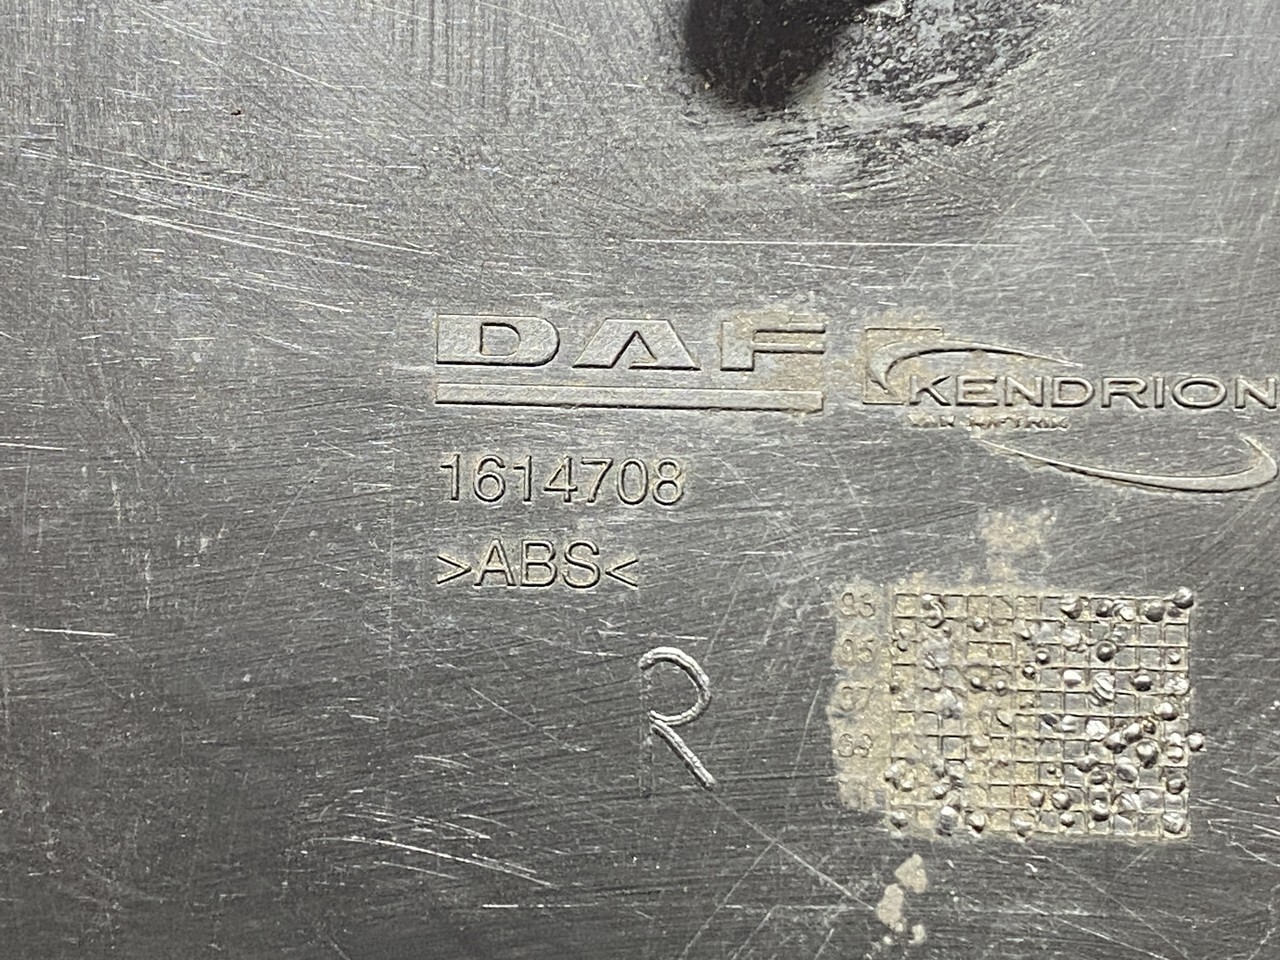 DAF
KENDRION
1614708
>ABS<
R